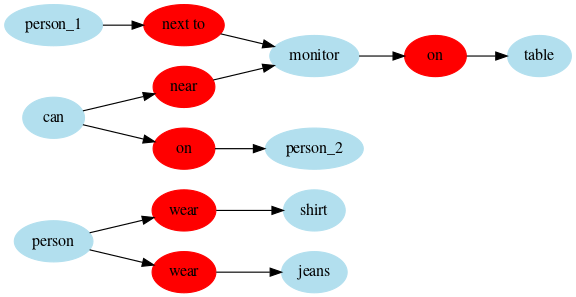 person_1 next to
monitor on table
can near
on person_2
wear shirt
person
wear jeans